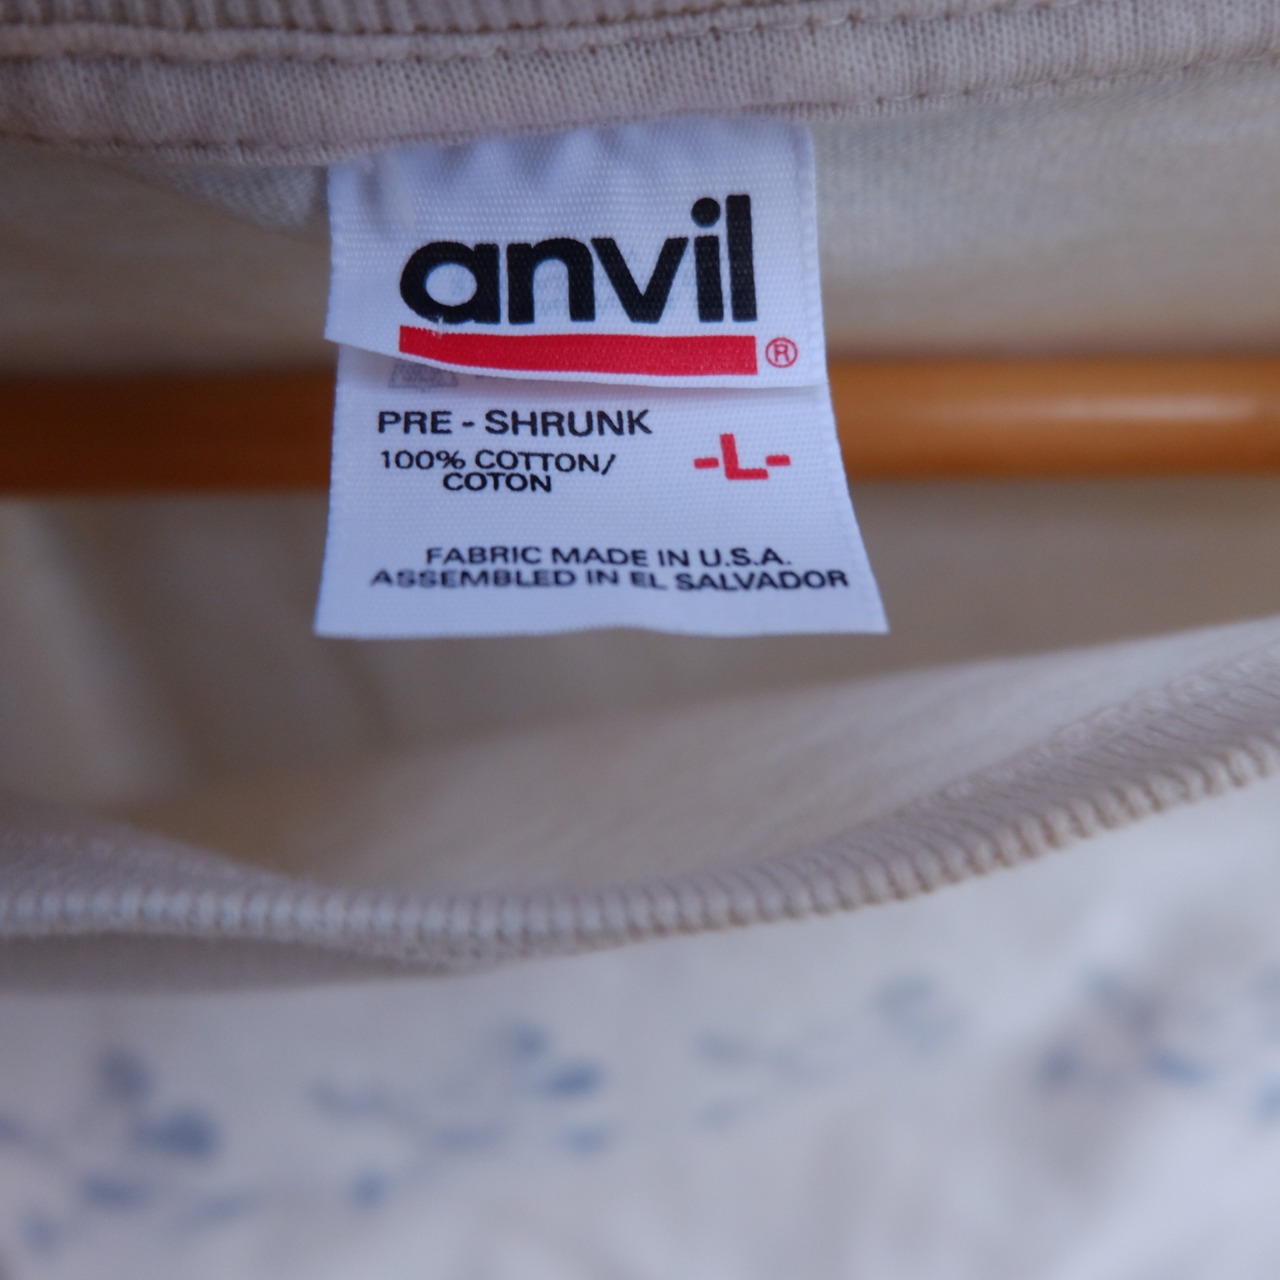 anvil
®
PRE - SHRUNK
100% COTTON/
COTON
-L-
FABRIC MADE IN U.S.A.
ASSEMBLED IN EL SALVADOR